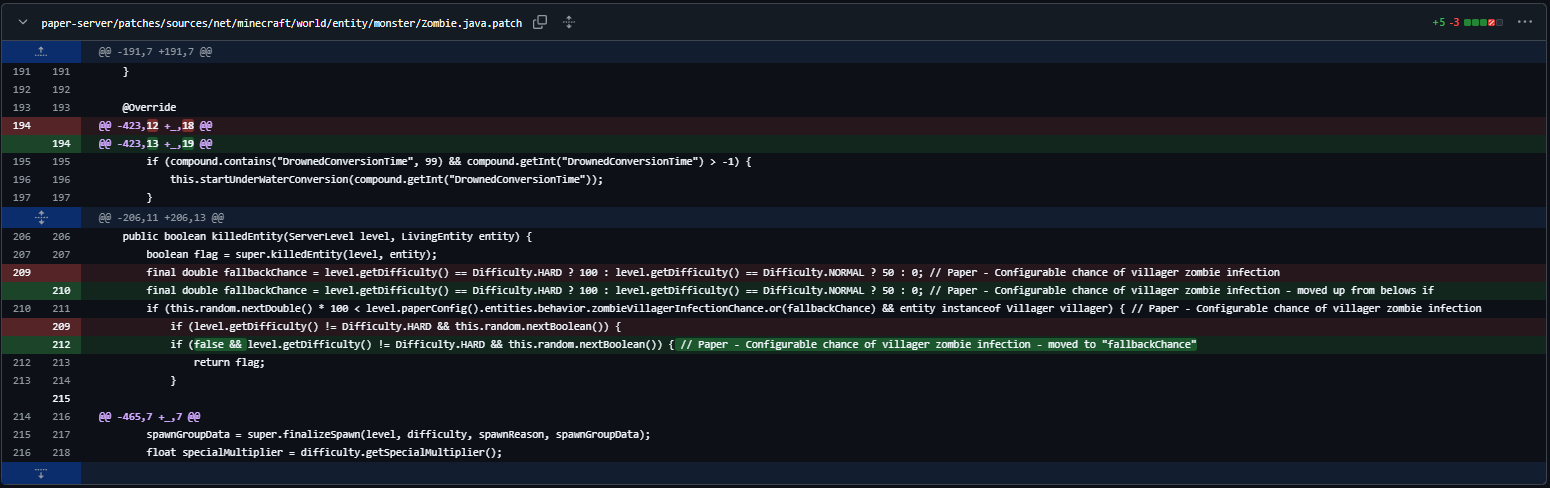 paper-server/patches/sources/net/minecraft/world/entity/monster/Zombie.java.patch +5 -3
@@ -191,7 +191,7 @@
191 191 }
192 192
193 193 @Override
194 @@ -423,12 +_,18 @@
194 @@ -423,13 +_,19 @@
195 195 if (compound.contains("DrownedConversionTime", 99) && compound.getInt("DrownedConversionTime") > -1) {
196 196 this.startUnderWaterConversion(compound.getInt("DrownedConversionTime"));
197 197 }
@@ -206,11 +206,13 @@
206 206 public boolean killedEntity(ServerLevel level, LivingEntity entity) {
207 207 boolean flag = super.killedEntity(level, entity);
209 final double fallbackChance = level.getDifficulty() == Difficulty.HARD ? 100 : level.getDifficulty() == Difficulty.NORMAL ? 50 : 0; // Paper - Configurable chance of villager zombie infection
210 final double fallbackChance = level.getDifficulty() == Difficulty.HARD ? 100 : level.getDifficulty() == Difficulty.NORMAL ? 50 : 0; // Paper - Configurable chance of villager zombie infection - moved up from belows if
210 211 if (this.random.nextDouble() * 100 < level.paperConfig().entities.behavior.zombieVillagerInfectionChance.or(fallbackChance) && entity instanceof Villager villager) { // Paper - Configurable chance of villager zombie infection
209 if (level.getDifficulty() != Difficulty.HARD && this.random.nextBoolean()) {
212 if (false && level.getDifficulty() != Difficulty.HARD && this.random.nextBoolean()) { // Paper - Configurable chance of villager zombie infection - moved to "fallbackChance"
212 213 return flag;
213 214 }
215
214 216 @@ -465,7 +_,7 @@
215 217 spawnGroupData = super.finalizeSpawn(level, difficulty, spawnReason, spawnGroupData);
216 218 float specialMultiplier = difficulty.getSpecialMultiplier();